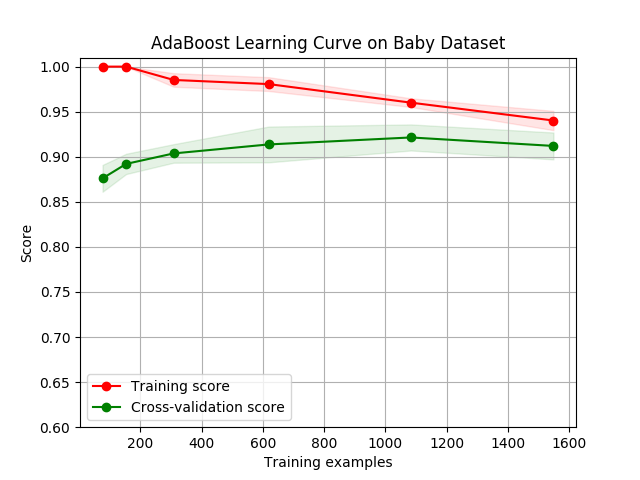 AdaBoost Learning Curve on Baby Dataset
1.00
0.95
0.90
0.85
0.80
0.75
0.70
0.65
0.60
Score
Training score
Cross-validation score
200 400 600 800 1000 1200 1400 1600
Training examples